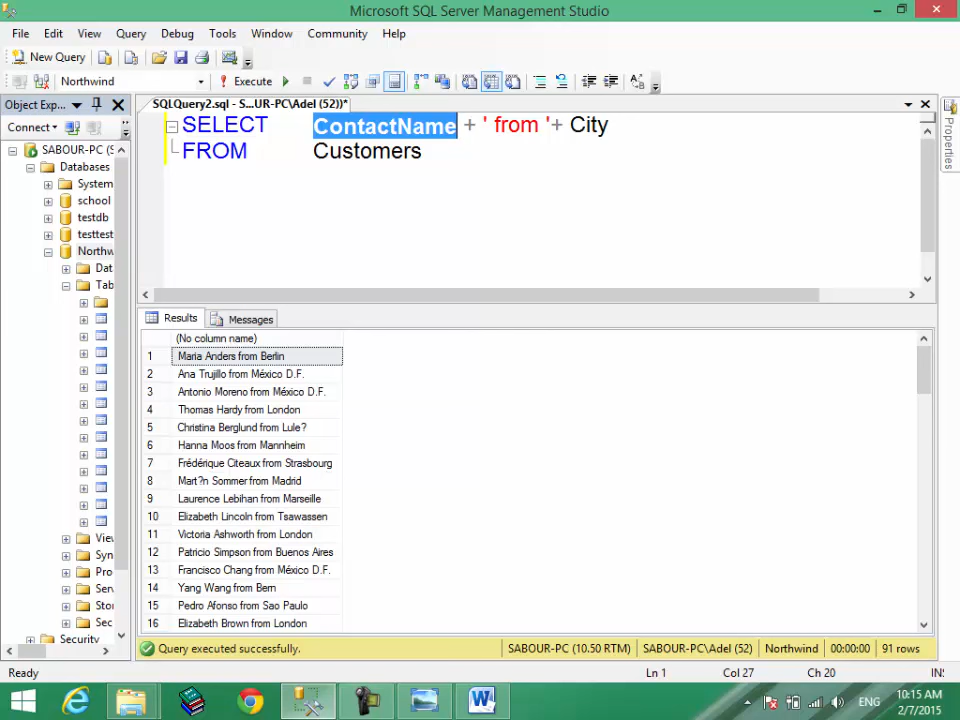 Microsoft SQL Server Management Studio
File Edit View Query Debug Tools Window Community Help
New Query
Northwind Execute
Object Exp... SQLQuery2.sql - S...UR-PC\Adel (52))*
Connect
SELECT ContactName + ' from '+ City
FROM Customers
Properties
SABOUR-PC (S
Databases
System
school
testdb
testtest
Northw
Dat
Tab
Viev
Syn
Pro
Serv
Stor
Sec
Security
Results Messages
(No column name)
1 Maria Anders from Berlin
2 Ana Trujillo from México D.F.
3 Antonio Moreno from México D.F.
4 Thomas Hardy from London
5 Christina Berglund from Lule?
6 Hanna Moos from Mannheim
7 Frédérique Citeaux from Strasbourg
8 Mart?n Sommer from Madrid
9 Laurence Lebihan from Marseille
10 Elizabeth Lincoln from Tsawassen
11 Victoria Ashworth from London
12 Patricio Simpson from Buenos Aires
13 Francisco Chang from México D.F.
14 Yang Wang from Bern
15 Pedro Afonso from Sao Paulo
16 Elizabeth Brown from London
Query executed successfully. SABOUR-PC (10.50 RTM) SABOUR-PC\Adel (52) Northwind 00:00:00 91 rows
Ready Ln 1 Col 27 Ch 20 INS
ENG 10:15 AM
2/7/2015